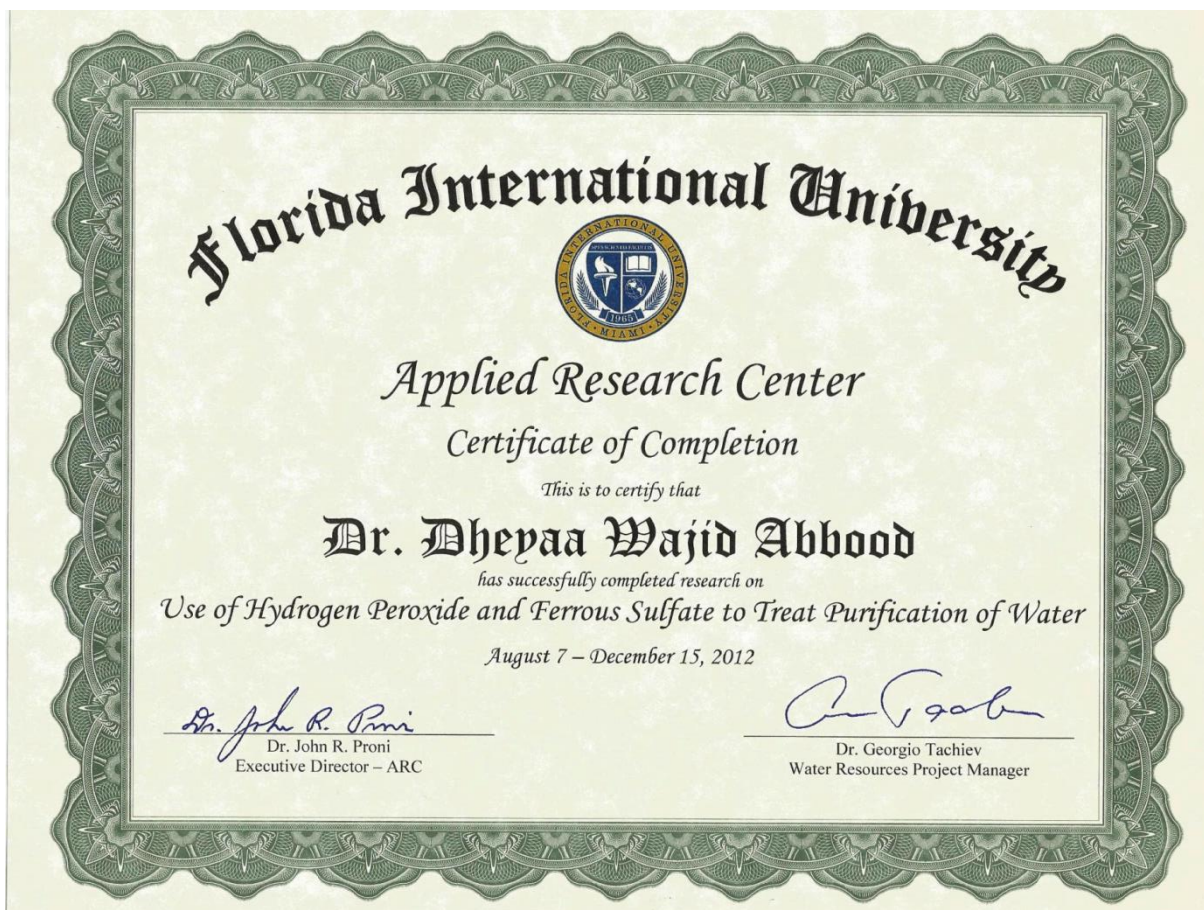 Florida International University
FLORIDA INTERNATIONAL UNIVERSITY
1965
MIAMI
Applied Research Center
Certificate of Completion
This is to certify that
Dr. Dheyaa Wajid Abbood
has successfully completed research on
Use of Hydrogen Peroxide and Ferrous Sulfate to Treat Purification of Water
August 7 – December 15, 2012
Dr. John R. Proni
Dr. John R. Proni
Executive Director – ARC
Dr. Georgio Tachiev
Water Resources Project Manager